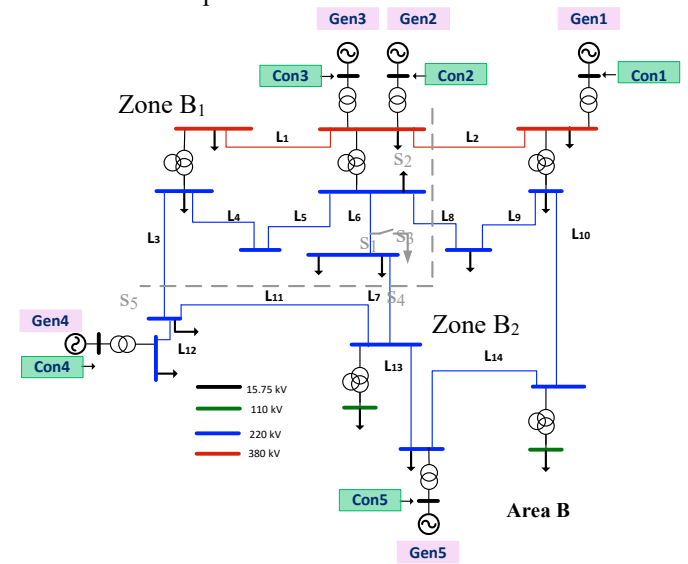 Gen3
Gen2
Gen1
Con3
Con2
Con1
Zone B1
L1
L2
S2
L4
L5
L6
L8
L9
L3
S1
S3
L10
S5
L11
L7
S4
Gen4
Zone B2
L12
Con4
L13
L14
15.75 kV
110 kV
220 kV
380 kV
Con5
Area B
Gen5